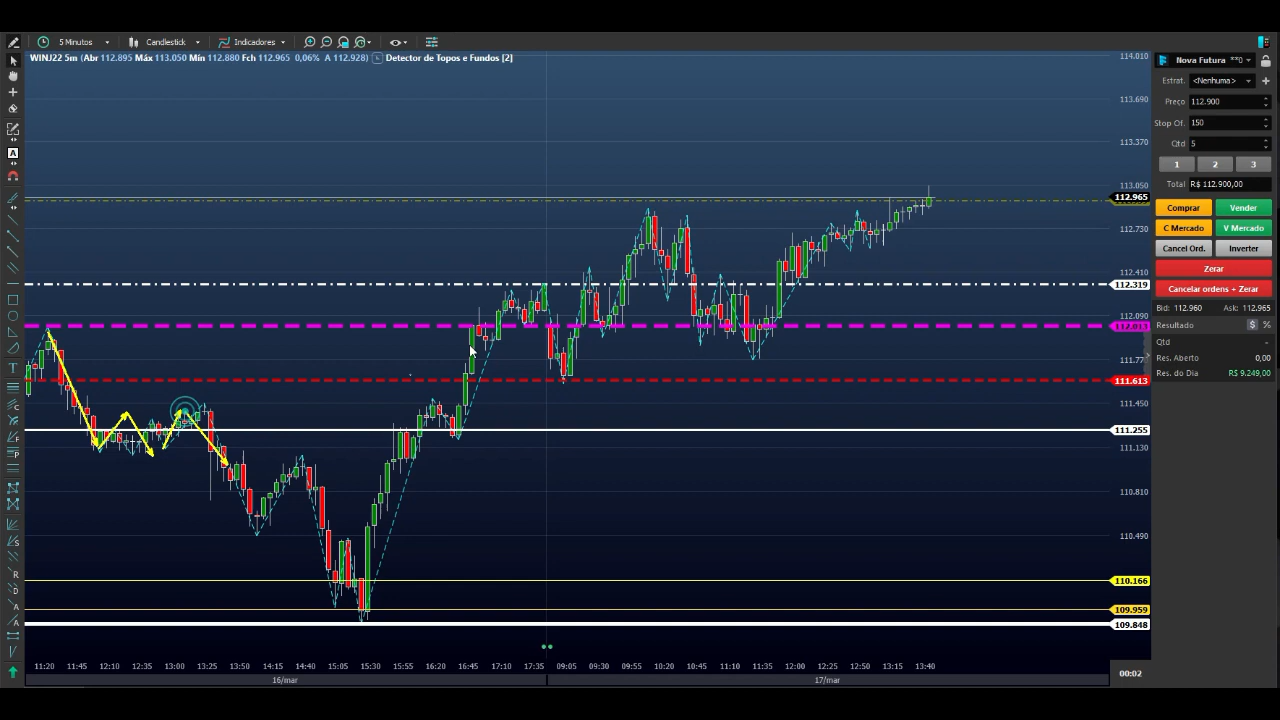 5 Minutos
Candlestick
Indicadores
WINJ22 5m (Abr 112.895 Máx 113.050 Mín 112.880 Fch 112.965 0,06% A 112.928) Detector de Topos e Fundos [2]
114.010
113.690
113.370
113.050
112.965
112.730
112.410
112.319
112.090
112.013
111.77
111.613
111.450
111.255
111.130
110.810
110.490
110.166
109.959
109.848
11:20 11:45 12:10 12:35 13:00 13:25 13:50 14:15 14:40 15:05 15:30 15:55 16:20 16:45 17:10 17:35 09:05 09:30 09:55 10:20 10:45 11:10 11:35 12:00 12:25 12:50 13:15 13:40
16/mar 17/mar
00:02
A
T
C
F
P
S
R
D
A
A
Nova Futura **0
Estrat. <Nenhuma>
Preço 112.900
Stop Of. 150
Qtd 5
1 2 3
Total R$ 112.900,00
Comprar Vender
C Mercado V Mercado
Cancel Ord. Inverter
Zerar
Cancelar ordens + Zerar
Bid: 112.960 Ask: 112.965
Resultado $ %
Qtd -
Res. Aberto 0,00
Res. do Dia R$ 9.249,00